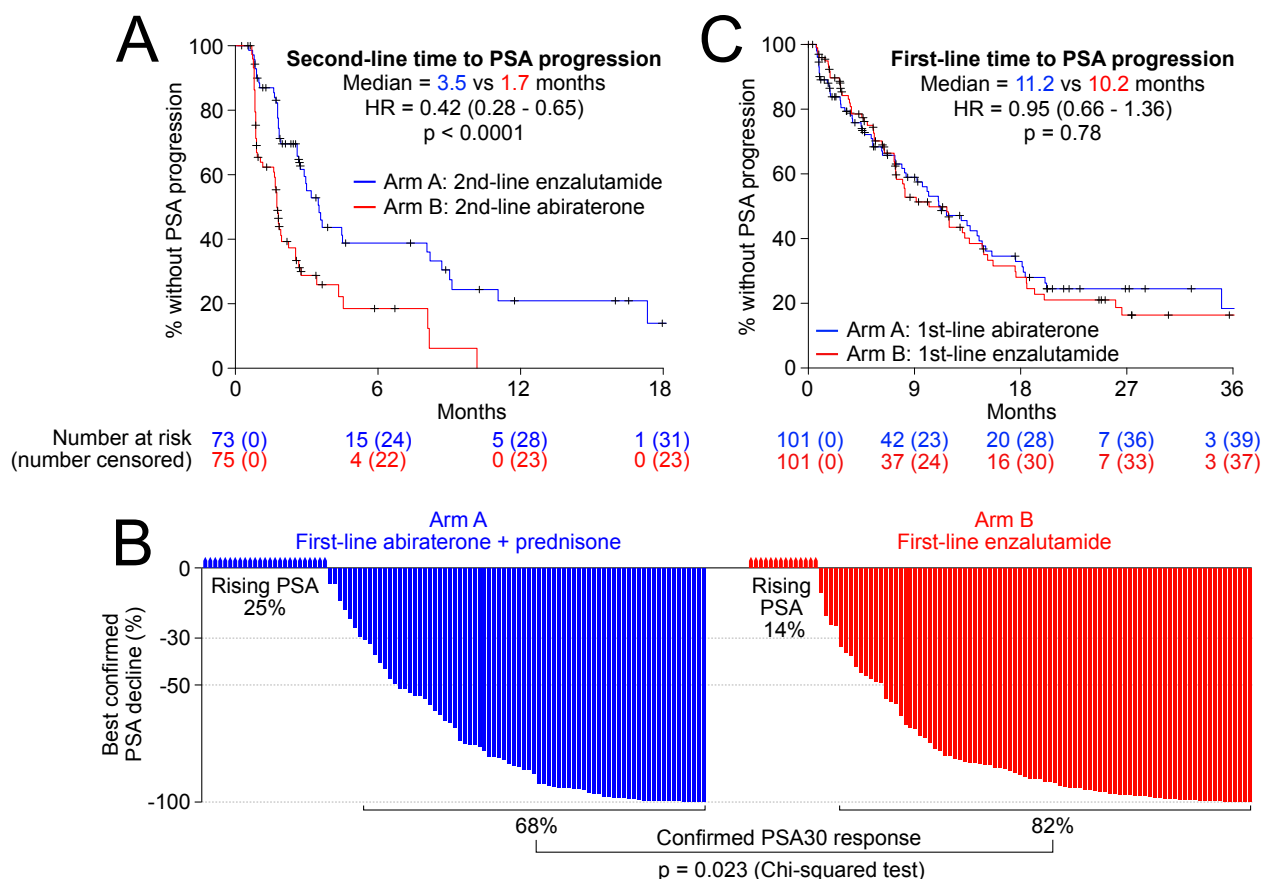 A
Second-line time to PSA progression
Median = 3.5 vs 1.7 months
HR = 0.42 (0.28 - 0.65)
p < 0.0001
Arm A: 2nd-line enzalutamide
Arm B: 2nd-line abiraterone
% without PSA progression
100
80
60
40
20
0
0 6 12 18
Months
Number at risk
(number censored)
73 (0) 15 (24) 5 (28) 1 (31)
75 (0) 4 (22) 0 (23) 0 (23)
C
First-line time to PSA progression
Median = 11.2 vs 10.2 months
HR = 0.95 (0.66 - 1.36)
p = 0.78
Arm A: 1st-line abiraterone
Arm B: 1st-line enzalutamide
% without PSA progression
100
80
60
40
20
0
0 9 18 27 36
Months
101 (0) 42 (23) 20 (28) 7 (36) 3 (39)
101 (0) 37 (24) 16 (30) 7 (33) 3 (37)
B
Arm A
First-line abiraterone + prednisone
Arm B
First-line enzalutamide
Best confirmed
PSA decline (%)
0
-30
-50
-100
Rising PSA
25%
Rising
PSA
14%
68%
82%
Confirmed PSA30 response
p = 0.023 (Chi-squared test)